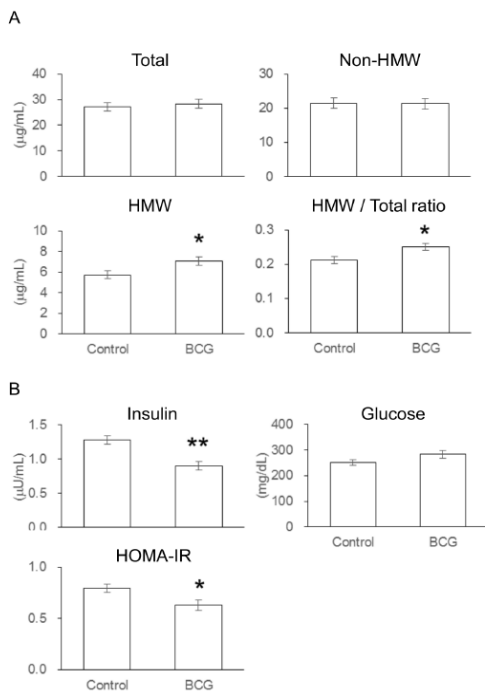 A
Total
Non-HMW
(μg/mL)
40
30
20
10
0
30
20
10
0
HMW
HMW / Total ratio
(μg/mL)
10
8
6
4
2
0
*
Control
BCG
0.3
0.2
0.1
0.0
*
Control
BCG
B
Insulin
Glucose
(μU/mL)
1.5
1.0
0.5
0.0
**
(mg/dL)
400
300
200
100
0
Control
BCG
HOMA-IR
1.0
0.5
0.0
*
Control
BCG